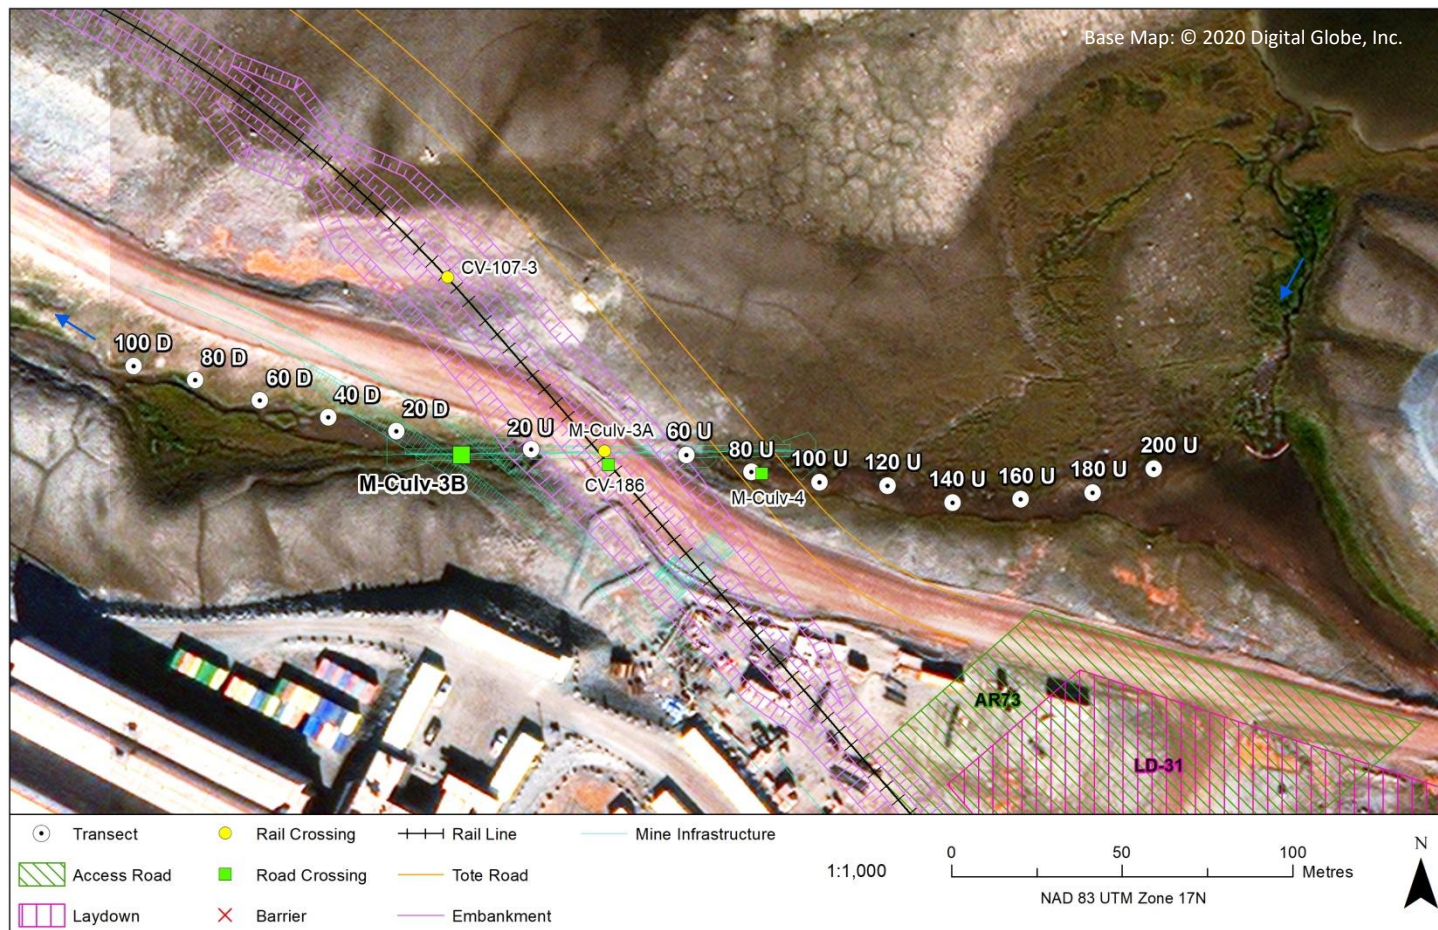 Base Map: © 2020 Digital Globe, Inc.
CV-107-3
100 D
80 D
60 D
40 D
20 D
20 U
M-Culv-3A
60 U
80 U
100 U
120 U
140 U
160 U
180 U
200 U
M-Culv-3B
CV-186
M-Culv-4
AR73
LD-31
Transect
Rail Crossing
Rail Line
Mine Infrastructure
Access Road
Road Crossing
Tote Road
Laydown
Barrier
Embankment
1:1,000
0 50 100
Metres
NAD 83 UTM Zone 17N
N